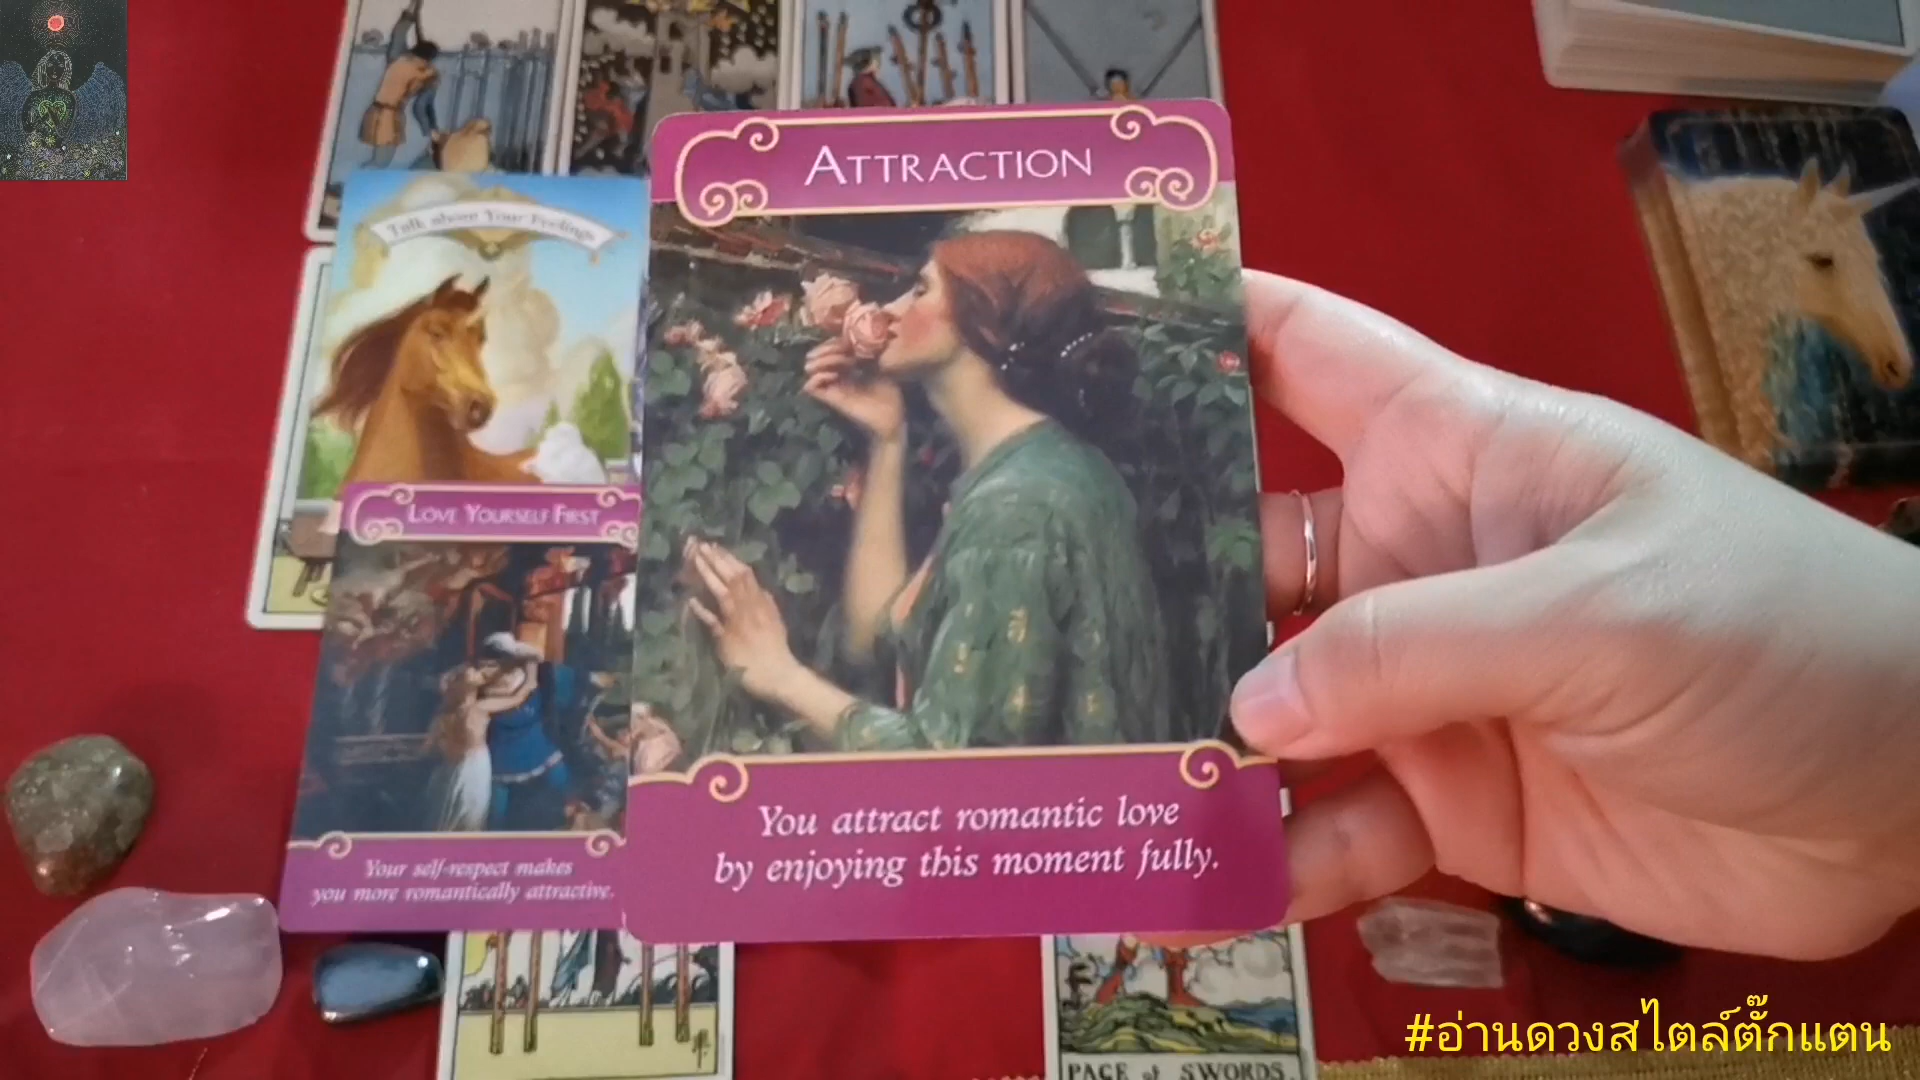 ATTRACTION
Talk about Your Feelings
LOVE YOURSELF FIRST
You attract romantic love
by enjoying this moment fully.
Your self-respect makes
you more romantically attractive.
PAGE of SWORDS.
#อ่านดวงสไตล์ตั๊กแตน